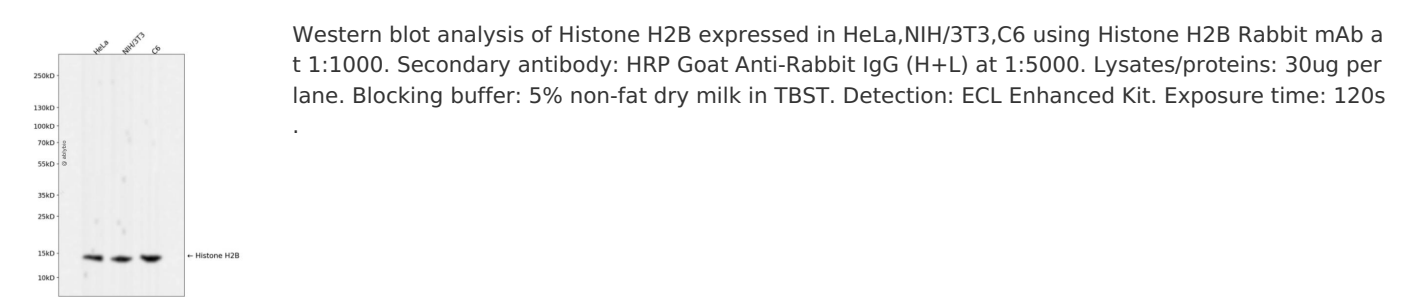 HeLa
NIH/3T3
C6
250kD
130kD
100kD
70kD
55kD
35kD
25kD
15kD
10kD
← Histone H2B
Western blot analysis of Histone H2B expressed in HeLa,NIH/3T3,C6 using Histone H2B Rabbit mAb a
t 1:1000. Secondary antibody: HRP Goat Anti-Rabbit IgG (H+L) at 1:5000. Lysates/proteins: 30ug per
lane. Blocking buffer: 5% non-fat dry milk in TBST. Detection: ECL Enhanced Kit. Exposure time: 120s
.